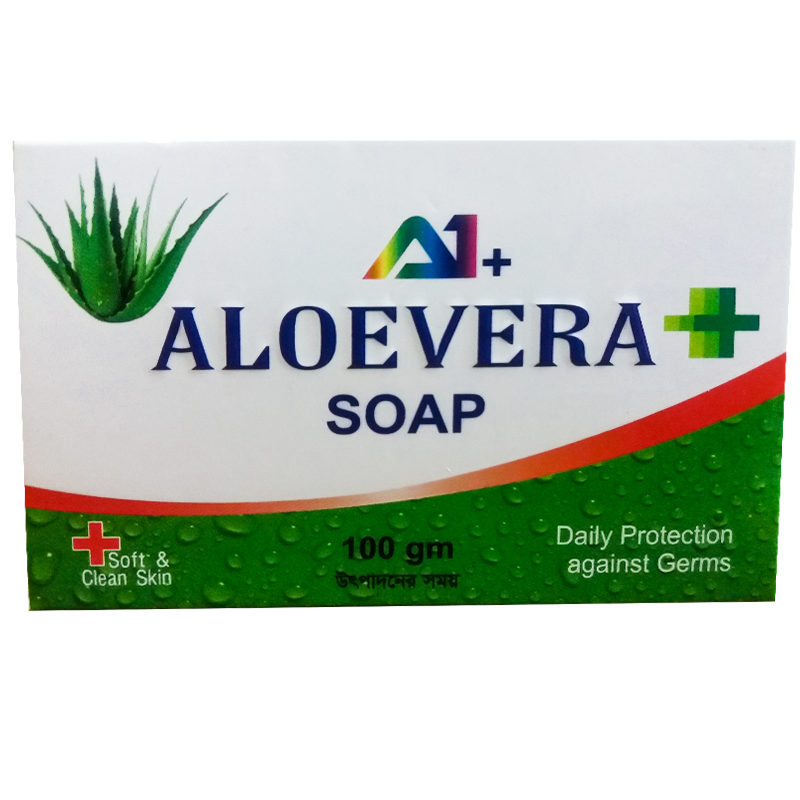 A1+
ALOEVERA
SOAP
Soft & Clean Skin
100 gm
উৎপাদনের সময়
Daily Protection
against Germs